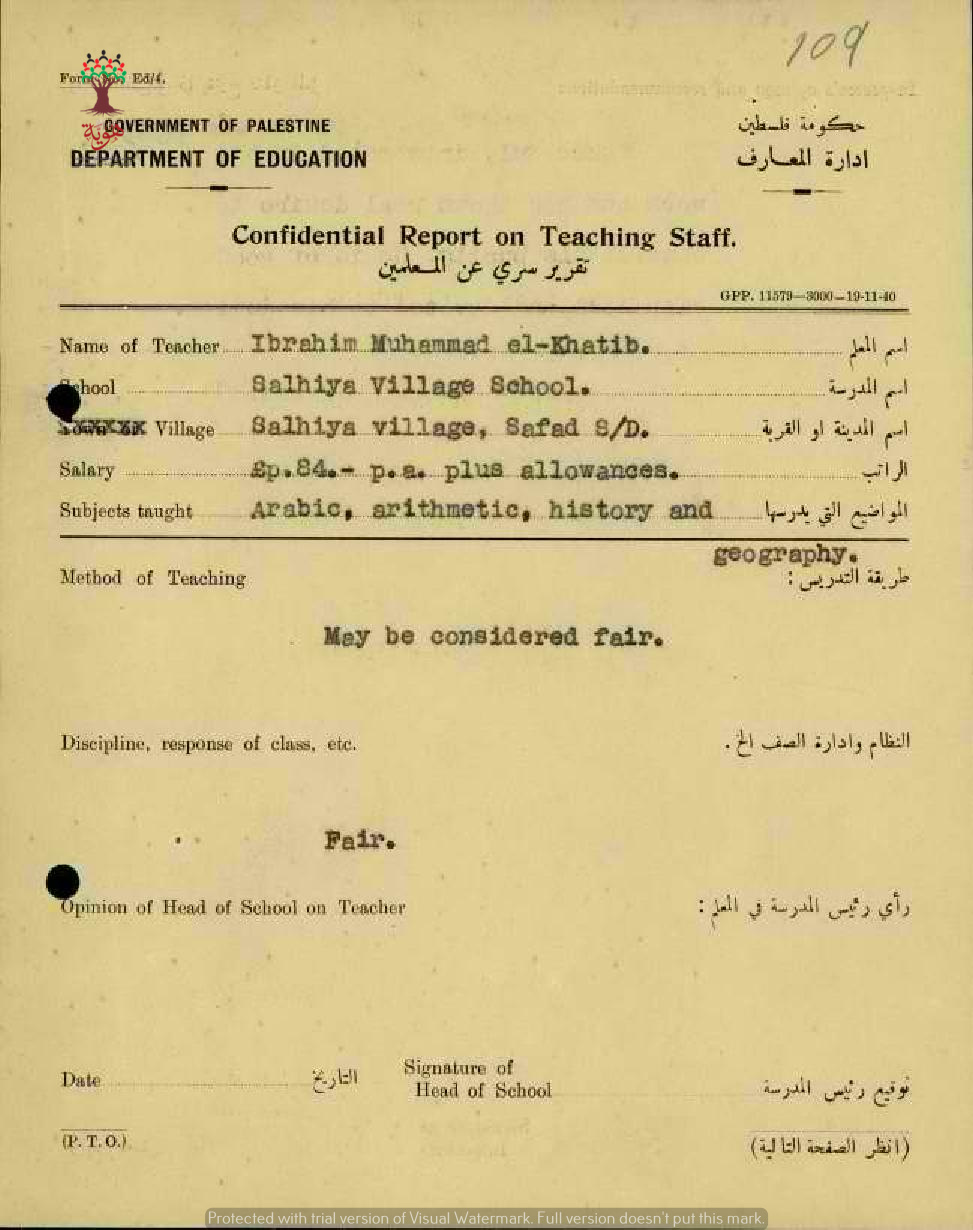 109
Form No. Ed/4.
هوية
GOVERNMENT OF PALESTINE
حكومة فلسطين
DEPARTMENT OF EDUCATION
ادارة المعارف
Confidential Report on Teaching Staff.
تقرير سري عن المعلمين
GPP. 11579—3000—19-11-40
Name of Teacher Ibrahim Muhammad el-Khatib. اسم المعلم
School Salhiya Village School. اسم المدرسة
Village Salhiya village, Safad S/D. اسم المدينة او القرية
Salary £p.84.- p.a. plus allowances. الراتب
Subjects taught Arabic, arithmetic, history and المواضيع التي يدرسها
geography.
Method of Teaching طريقة التدريس :
May be considered fair.
Discipline, response of class, etc. النظام وادارة الصف الخ .
Fair.
Opinion of Head of School on Teacher رأي رئيس المدرسة في المعلم :
Date التاريخ Signature of
Head of School توقيع رئيس المدرسة
(P. T. O.) (انظر الصفحة التالية)
Protected with trial version of Visual Watermark. Full version doesn't put this mark.